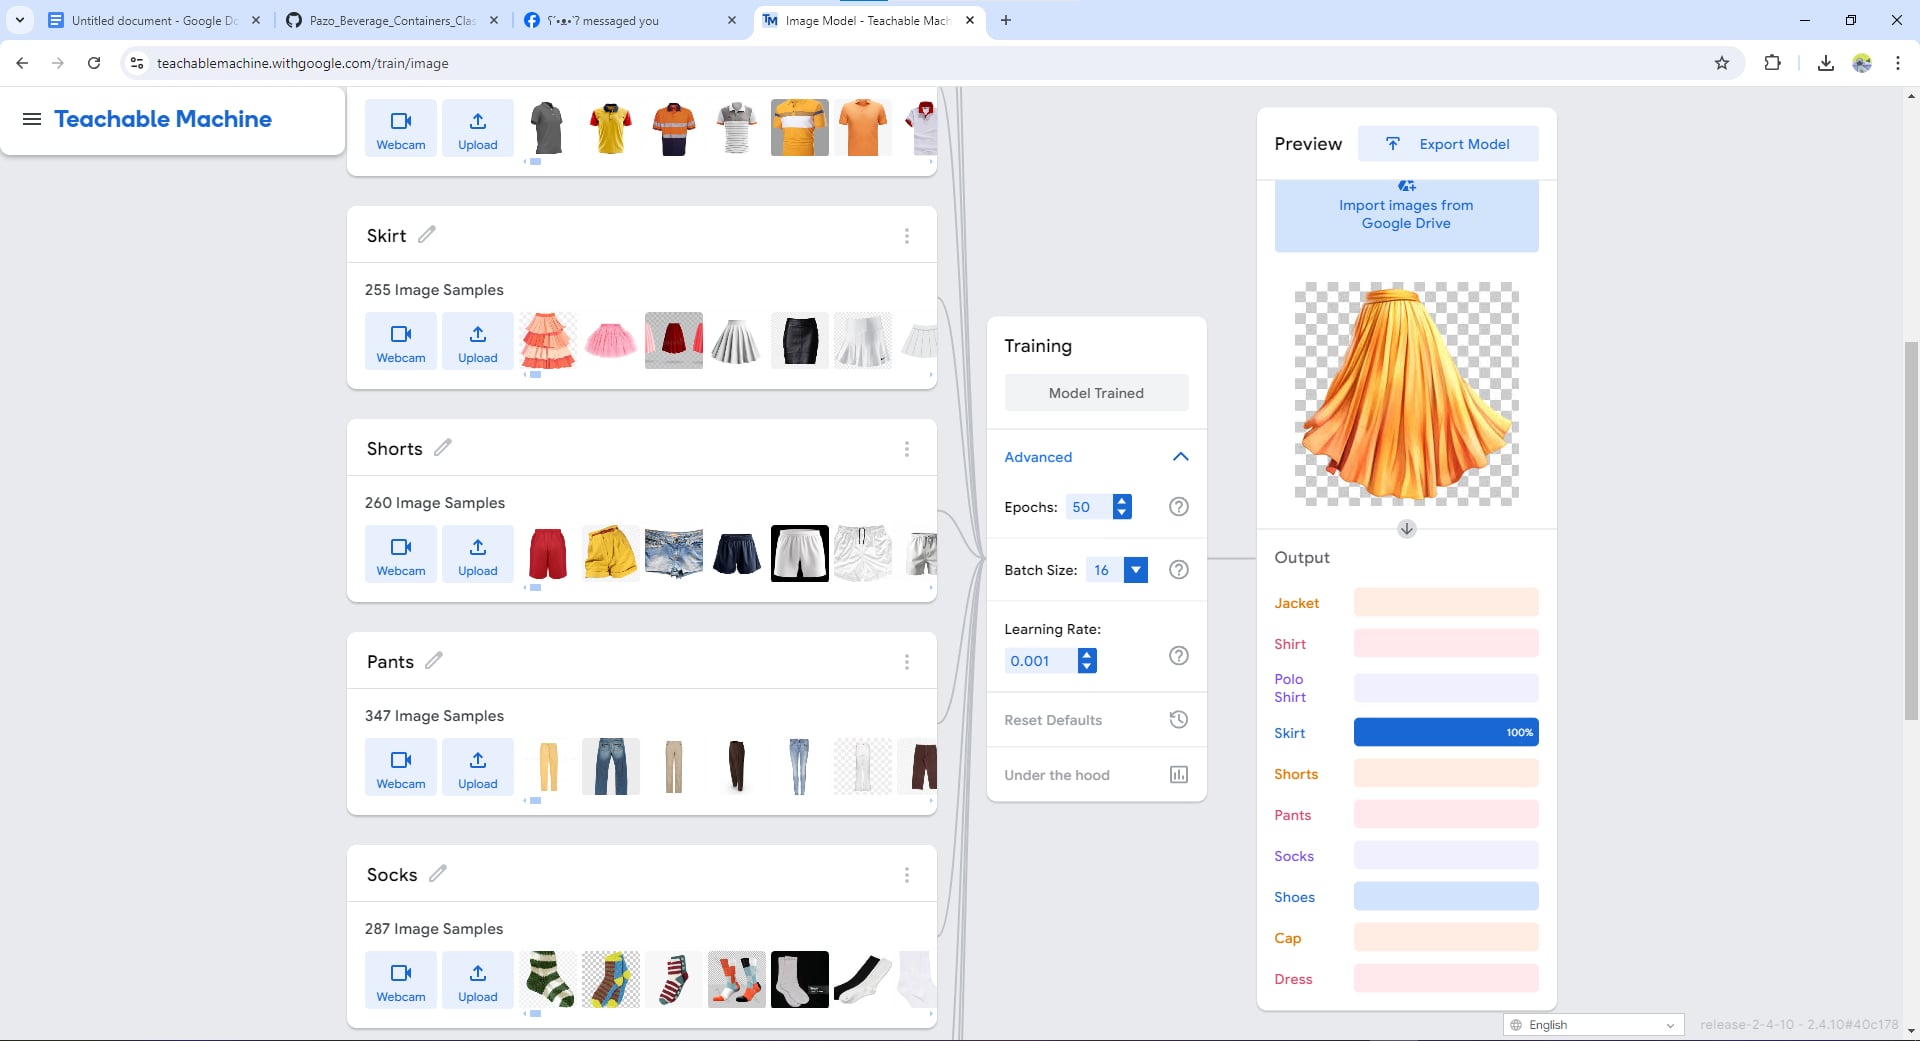 Untitled document - Google Do
Pazo_Beverage_Containers_Clas
messaged you
TM
Image Model - Teachable Mach
teachablemachine.withgoogle.com/train/image
Teachable Machine
Webcam
Upload
Skirt
255 Image Samples
Webcam
Upload
Shorts
260 Image Samples
Webcam
Upload
Pants
347 Image Samples
Webcam
Upload
Socks
287 Image Samples
Webcam
Upload
Training
Model Trained
Advanced
Epochs: 50
Batch Size: 16
Learning Rate:
0.001
Reset Defaults
Under the hood
Preview
Export Model
Import images from
Google Drive
Output
Jacket
Shirt
Polo
Shirt
Skirt 100%
Shorts
Pants
Socks
Shoes
Cap
Dress
English
release-2-4-10 - 2.4.10#40c178